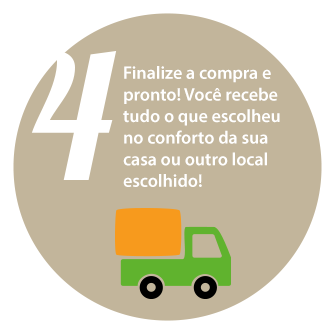 4
Finalize a compra e
pronto! Você recebe
tudo o que escolheu
no conforto da sua
casa ou outro local
escolhido!